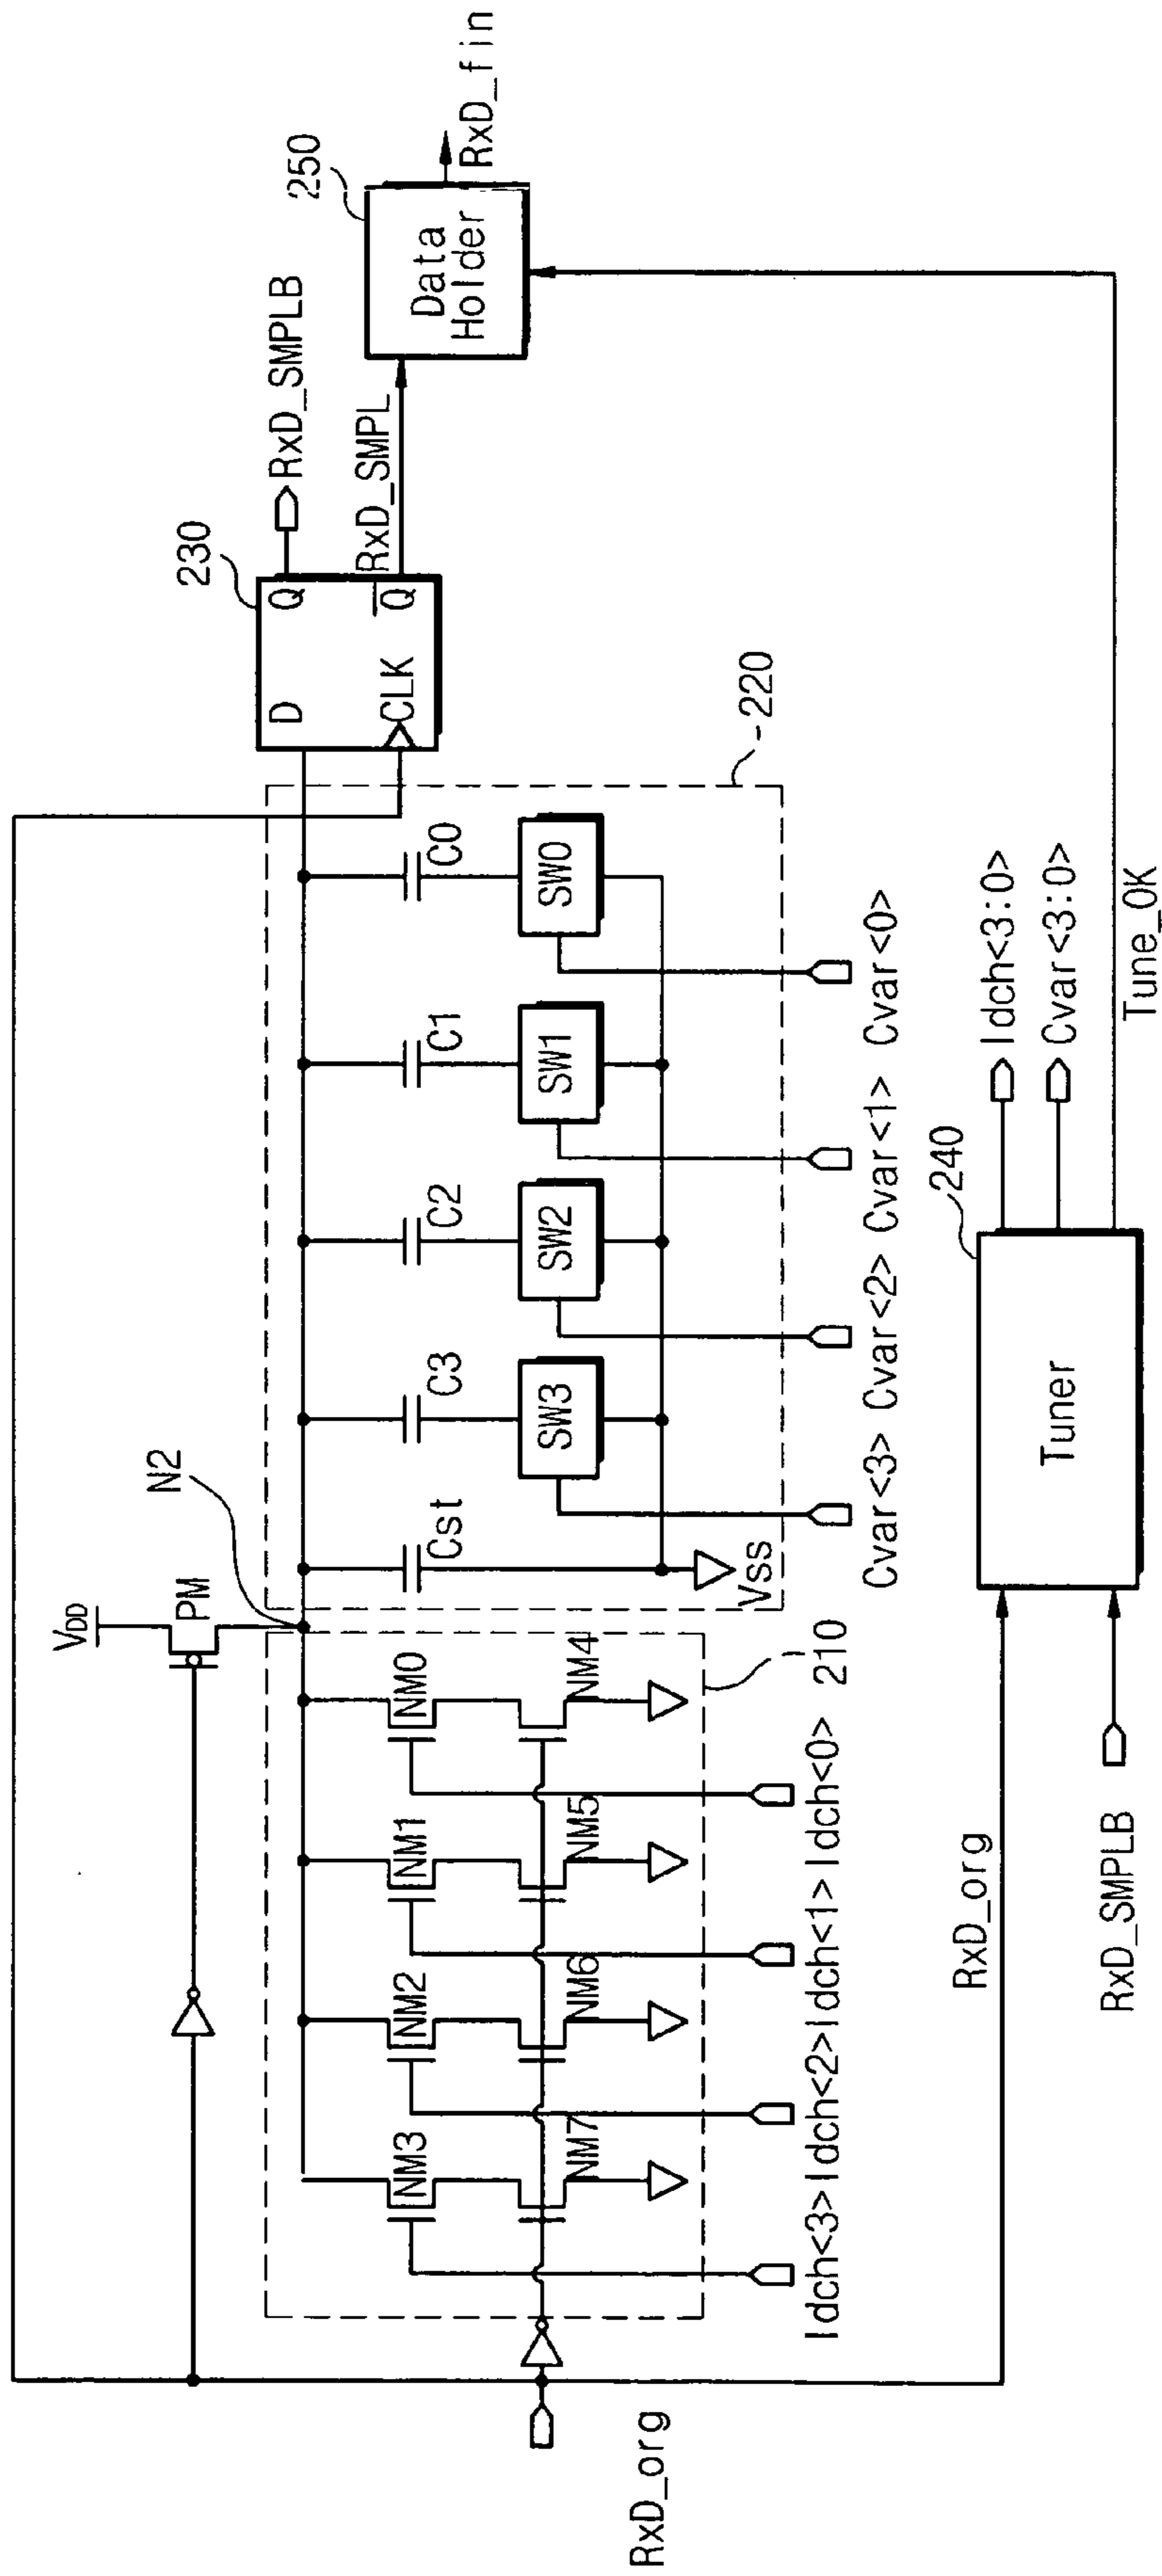 VDD
PM
N2
RxD_org
NM3
NM2
NM1
NM0
NM7
NM6
NM5
NM4
Idch<3>
Idch<2>
Idch<1>
Idch<0>
210
Cst
C3
C2
C1
C0
SW3
SW2
SW1
SW0
Vss
Cvar<3>
Cvar<2>
Cvar<1>
Cvar<0>
220
230
D
Q
CLK
Q
RxD_SMPLB
RxD_SMPL
250
Data
Holder
RxD_fin
RxD_org
RxD_SMPLB
240
Tuner
Idch<3:0>
Cvar<3:0>
Tune_OK